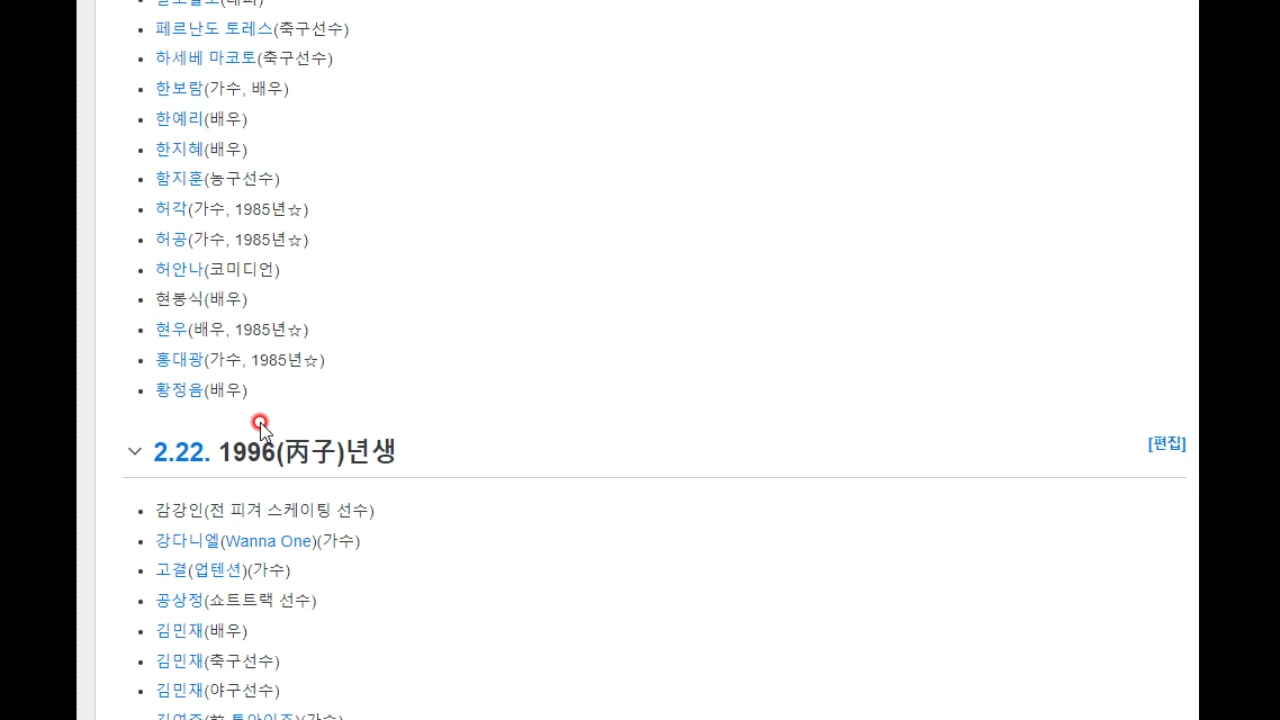 페르난도 토레스(축구선수)
하세베 마코토(축구선수)
한보람(가수, 배우)
한예리(배우)
한지혜(배우)
함지훈(농구선수)
허각(가수, 1985년☆)
허공(가수, 1985년☆)
허안나(코미디언)
현봉식(배우)
현우(배우, 1985년☆)
홍대광(가수, 1985년☆)
황정음(배우)
2.22. 1996(丙子)년생
[편집]
감강인(전 피겨 스케이팅 선수)
강다니엘(Wanna One)(가수)
고결(업텐션)(가수)
공상정(쇼트트랙 선수)
김민재(배우)
김민재(축구선수)
김민재(야구선수)